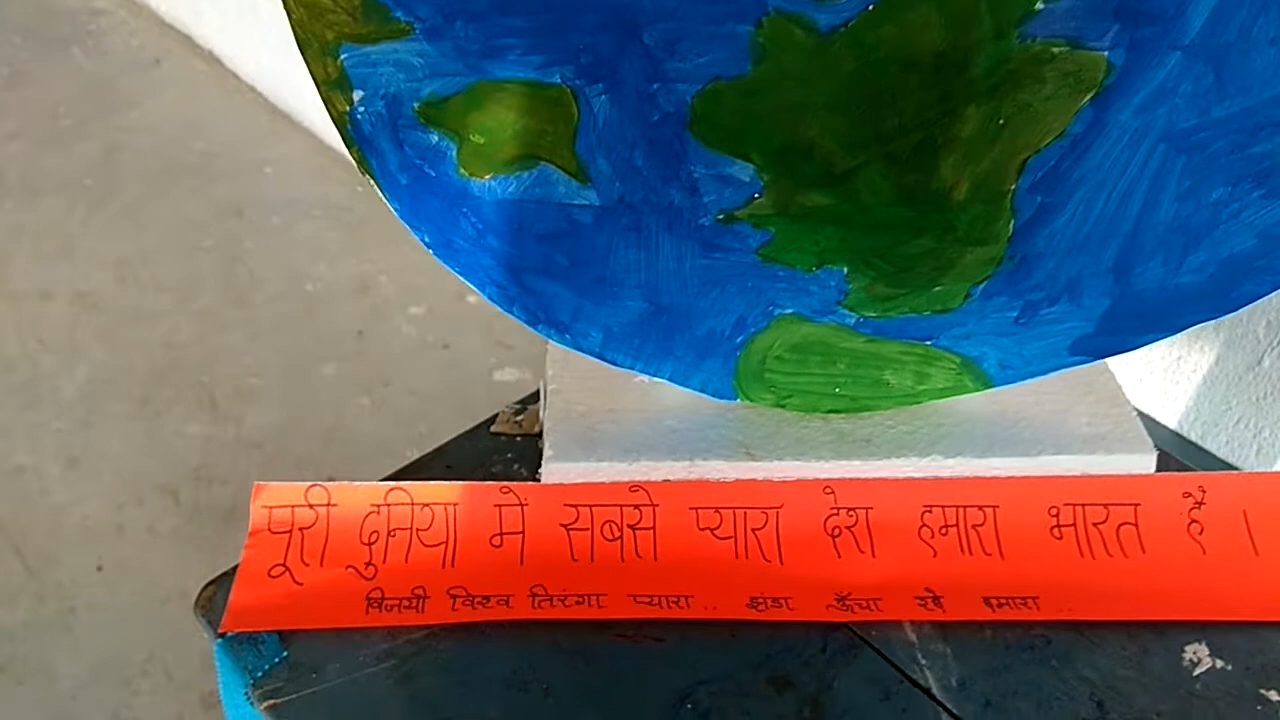 पूरी दुनिया में सबसे प्यारा देश हमारा भारत है ।
विजयी विश्व तिरंगा प्यारा .. झंडा ऊँचा रहे हमारा ..